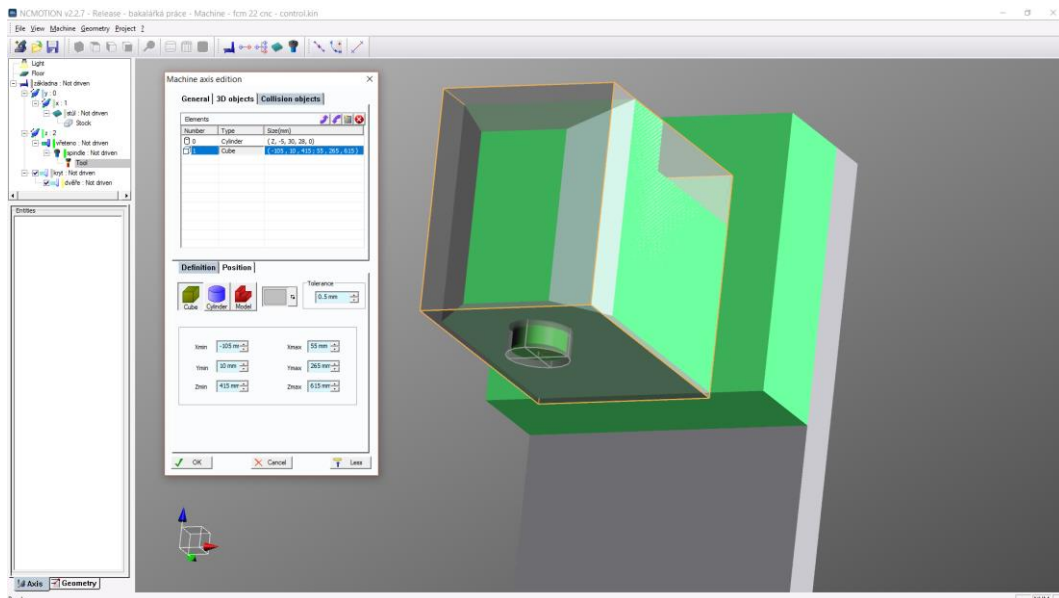 NCMOTION v2.2.7 - Release - bakalářká práce - Machine - fcm 22 cnc - control.kin
File View Machine Geometry Project ?
Light
Floor
základna : Not driven
y : 0
x : 1
stůl : Not driven
Stock
z : 2
vřeteno : Not driven
spindle : Not driven
Tool
kryt : Not driven
dvěře : Not driven
Entities
Axis Geometry
Machine axis edition
General 3D objects Collision objects
Elements
Number Type Size(mm)
0 Cylinder ( Z, -5, 30, 28, 0)
1 Cube ( -105 , 10 , 415 ; 55 , 265 , 615 )
Definition Position
Cube Cylinder Model
Tolerance
0.5 mm
Xmin -105 mr Xmax 55 mm
Ymin 10 mm Ymax 265 mm
Zmin 415 mm Zmax 615 mm
OK Cancel Less